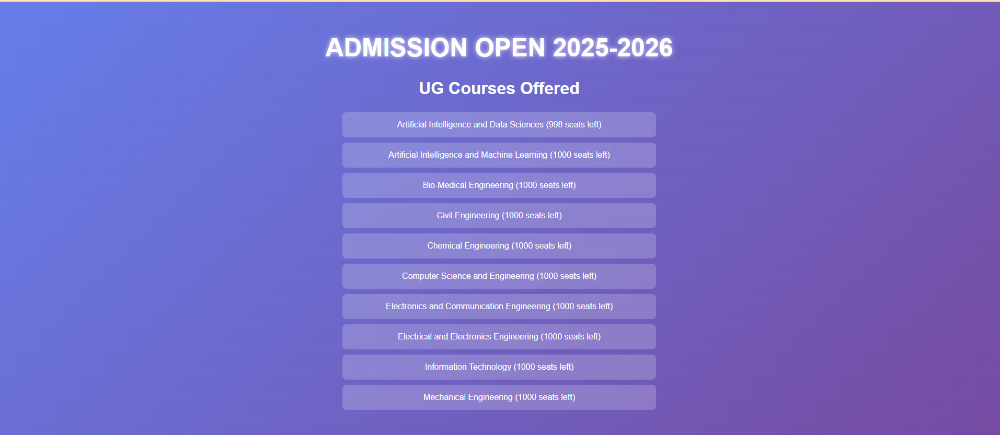 ADMISSION OPEN 2025-2026
UG Courses Offered
Artificial Intelligence and Data Sciences (998 seats left)
Artificial Intelligence and Machine Learning (1000 seats left)
Bio-Medical Engineering (1000 seats left)
Civil Engineering (1000 seats left)
Chemical Engineering (1000 seats left)
Computer Science and Engineering (1000 seats left)
Electronics and Communication Engineering (1000 seats left)
Electrical and Electronics Engineering (1000 seats left)
Information Technology (1000 seats left)
Mechanical Engineering (1000 seats left)